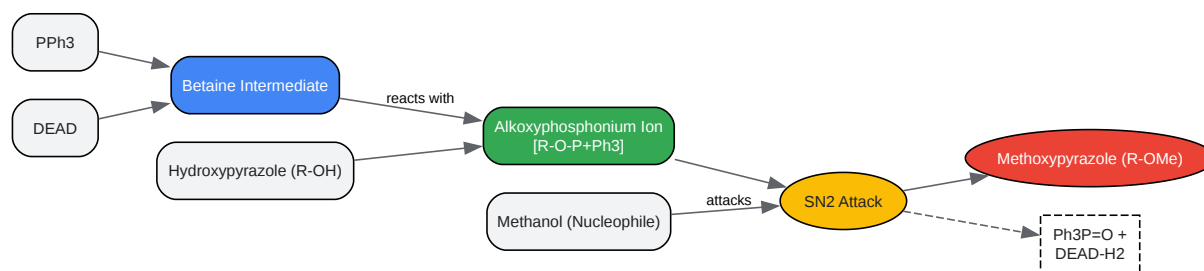 PPh3
DEAD
Betaine Intermediate
Hydroxypyrazole (R-OH)
reacts with
Alkoxyphosphonium Ion
[R-O-P+Ph3]
Methanol (Nucleophile)
attacks
SN2 Attack
Methoxypyrazole (R-OMe)
Ph3P=O +
DEAD-H2